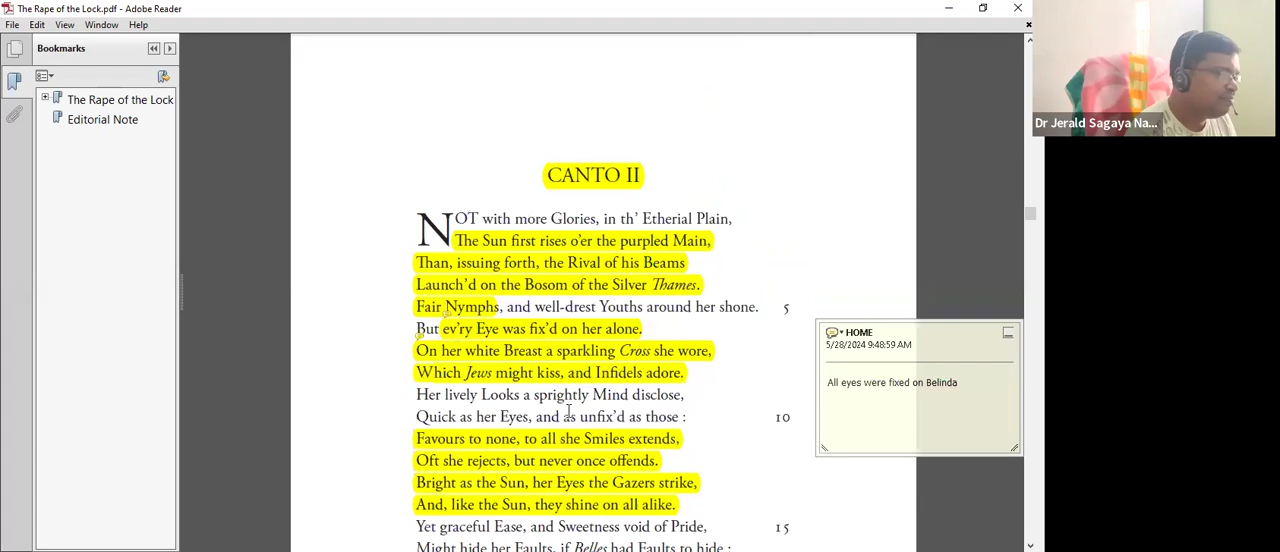 The Rape of the Lock.pdf - Adobe Reader
File Edit View Window Help
Bookmarks
The Rape of the Lock
Editorial Note
CANTO II
NOT with more Glories, in th' Etherial Plain,
The Sun first rises o'er the purpled Main,
Than, issuing forth, the Rival of his Beams
Launch'd on the Bosom of the Silver Thames.
Fair Nymphs, and well-drest Youths around her shone. 5
But ev'ry Eye was fix'd on her alone.
On her white Breast a sparkling Cross she wore,
Which Jews might kiss, and Infidels adore.
Her lively Looks a sprightly Mind disclose,
Quick as her Eyes, and as unfix'd as those : 10
Favours to none, to all she Smiles extends,
Oft she rejects, but never once offends.
Bright as the Sun, her Eyes the Gazers strike,
And, like the Sun, they shine on all alike.
Yet graceful Ease, and Sweetness void of Pride, 15
Might hide her Faults, if Belles had Faults to hide :
HOME
5/28/2024 9:48:59 AM
All eyes were fixed on Belinda
Dr Jerald Sagaya Na...